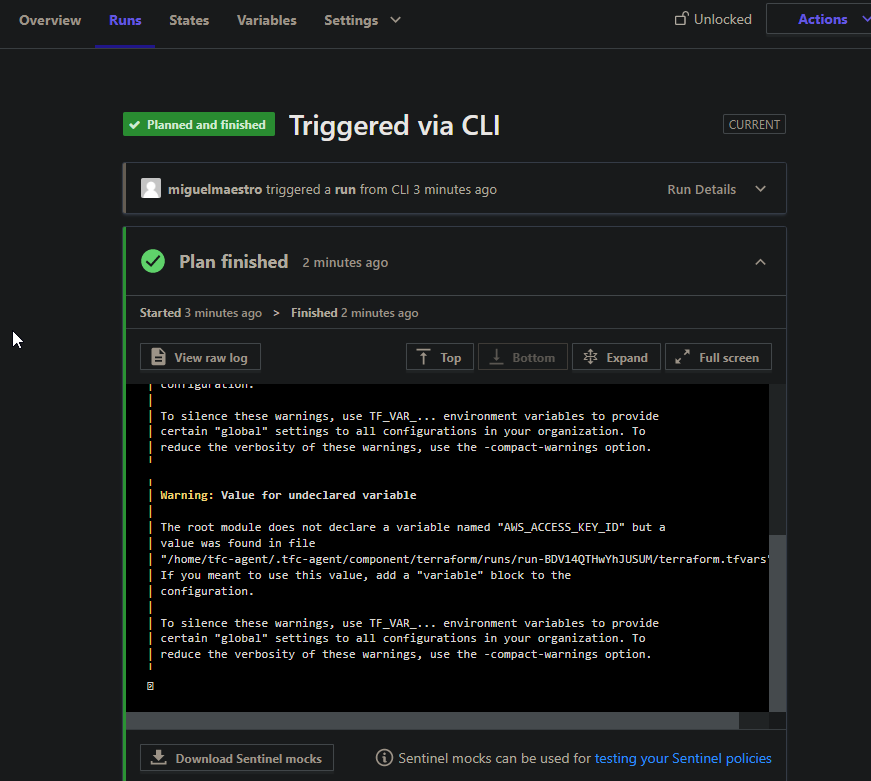 Overview Runs States Variables Settings Unlocked Actions
Planned and finished Triggered via CLI CURRENT
miguelmaestro triggered a run from CLI 3 minutes ago Run Details
Plan finished 2 minutes ago
Started 3 minutes ago > Finished 2 minutes ago
View raw log Top Bottom Expand Full screen
configuration.
To silence these warnings, use TF_VAR_... environment variables to provide
certain "global" settings to all configurations in your organization. To
reduce the verbosity of these warnings, use the -compact-warnings option.
Warning: Value for undeclared variable
The root module does not declare a variable named "AWS_ACCESS_KEY_ID" but a
value was found in file
"/home/tfc-agent/.tfc-agent/component/terraform/runs/run-BDV14QTHwYhJUSUM/terraform.tfvars"
If you meant to use this value, add a "variable" block to the
configuration.
To silence these warnings, use TF_VAR_... environment variables to provide
certain "global" settings to all configurations in your organization. To
reduce the verbosity of these warnings, use the -compact-warnings option.
Download Sentinel mocks Sentinel mocks can be used for testing your Sentinel policies